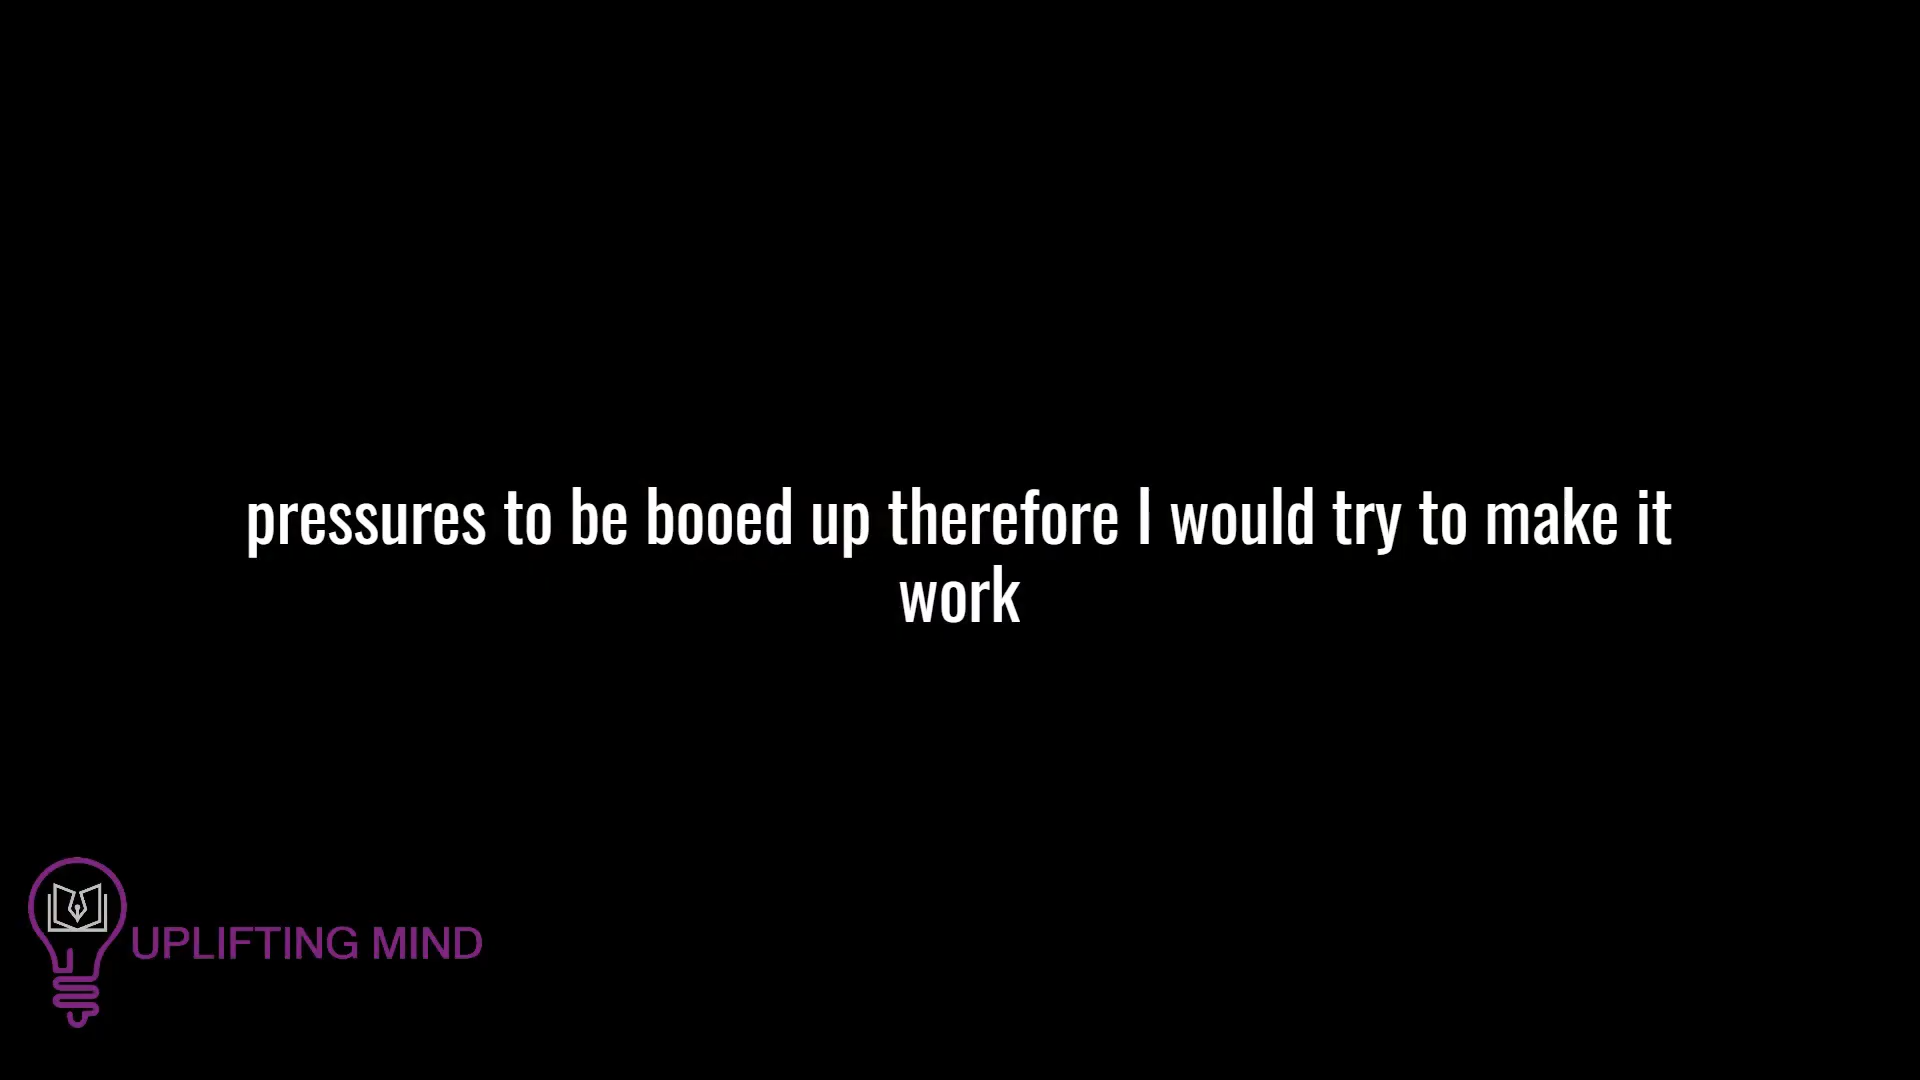 pressures to be booed up therefore I would try to make it
work
UPLIFTING MIND